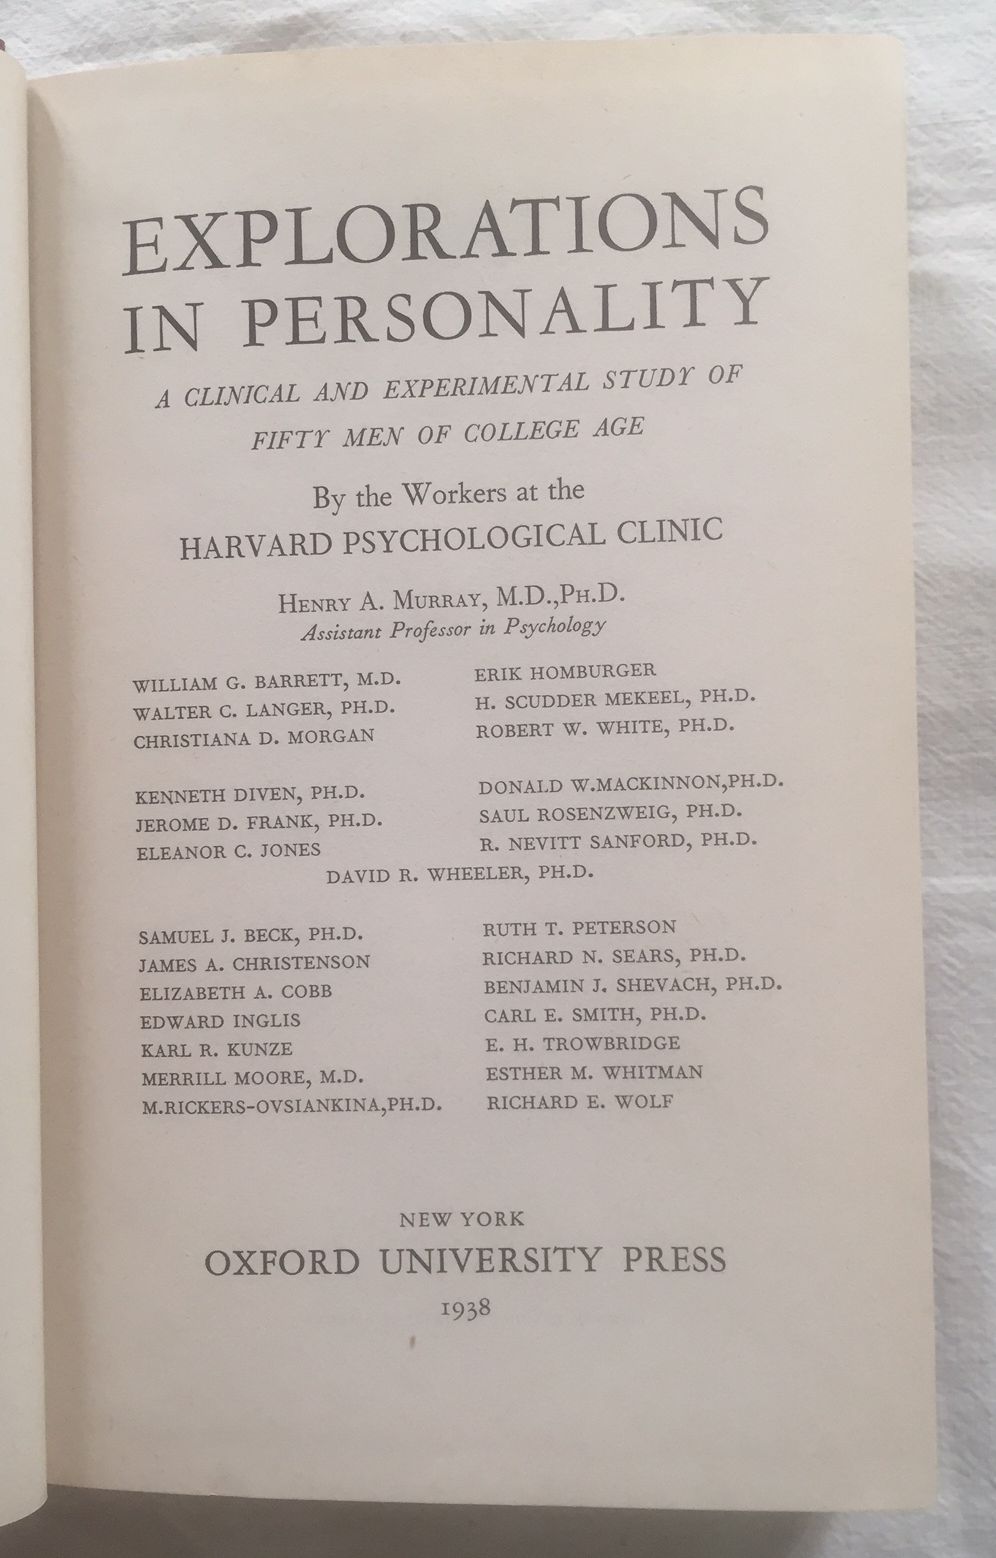 EXPLORATIONS
IN PERSONALITY
A CLINICAL AND EXPERIMENTAL STUDY OF
FIFTY MEN OF COLLEGE AGE
By the Workers at the
HARVARD PSYCHOLOGICAL CLINIC
HENRY A. MURRAY, M.D.,PH.D.
Assistant Professor in Psychology
WILLIAM G. BARRETT, M.D.
WALTER C. LANGER, PH.D.
CHRISTIANA D. MORGAN
ERIK HOMBURGER
H. SCUDDER MEKEEL, PH.D.
ROBERT W. WHITE, PH.D.
KENNETH DIVEN, PH.D.
JEROME D. FRANK, PH.D.
ELEANOR C. JONES
DONALD W.MACKINNON,PH.D.
SAUL ROSENZWEIG, PH.D.
R. NEVITT SANFORD, PH.D.
DAVID R. WHEELER, PH.D.
SAMUEL J. BECK, PH.D.
JAMES A. CHRISTENSON
ELIZABETH A. COBB
EDWARD INGLIS
KARL R. KUNZE
MERRILL MOORE, M.D.
M.RICKERS-OVSIANKINA,PH.D.
RUTH T. PETERSON
RICHARD N. SEARS, PH.D.
BENJAMIN J. SHEVACH, PH.D.
CARL E. SMITH, PH.D.
E. H. TROWBRIDGE
ESTHER M. WHITMAN
RICHARD E. WOLF
NEW YORK
OXFORD UNIVERSITY PRESS
1938